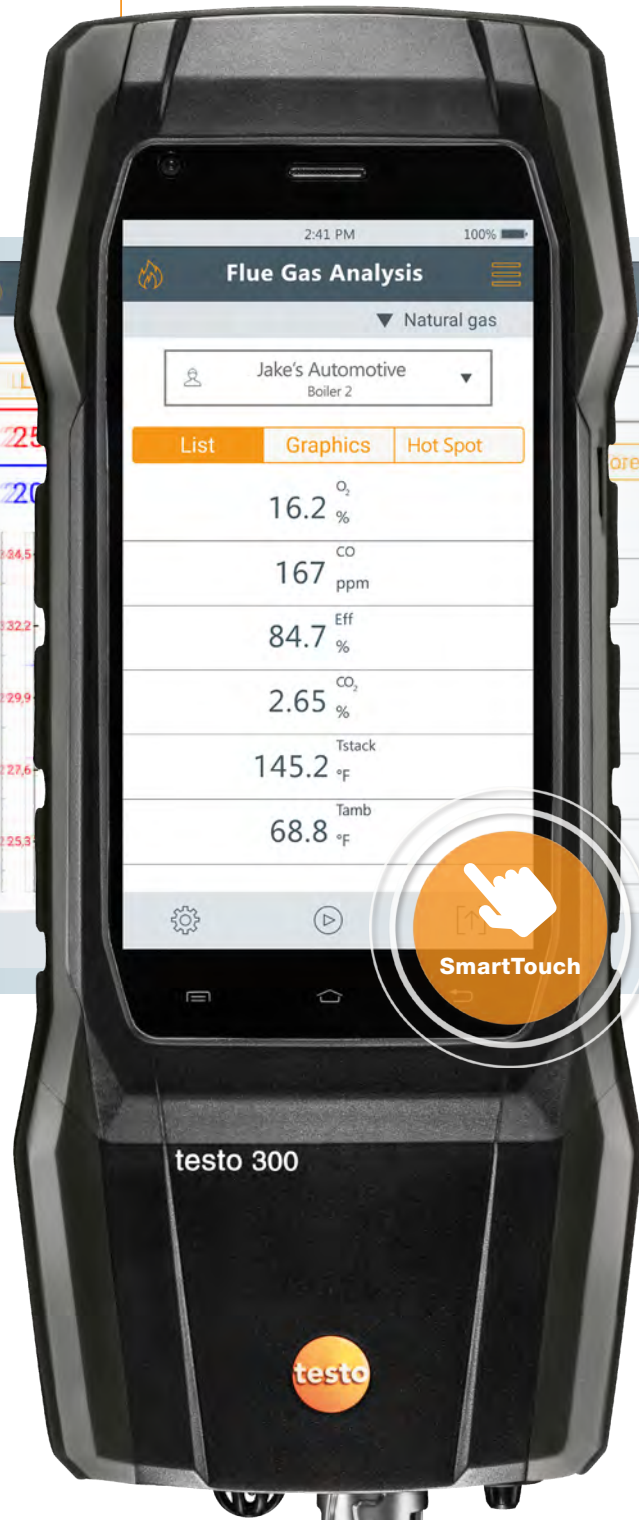 2:41 PM 100%
Flue Gas Analysis
Natural gas
Jake's Automotive
Boiler 2
List Graphics Hot Spot
16.2 O₂ %
167 CO ppm
84.7 Eff %
2.65 CO₂ %
145.2 Tstack °F
68.8 Tamb °F
SmartTouch
testo 300
testo